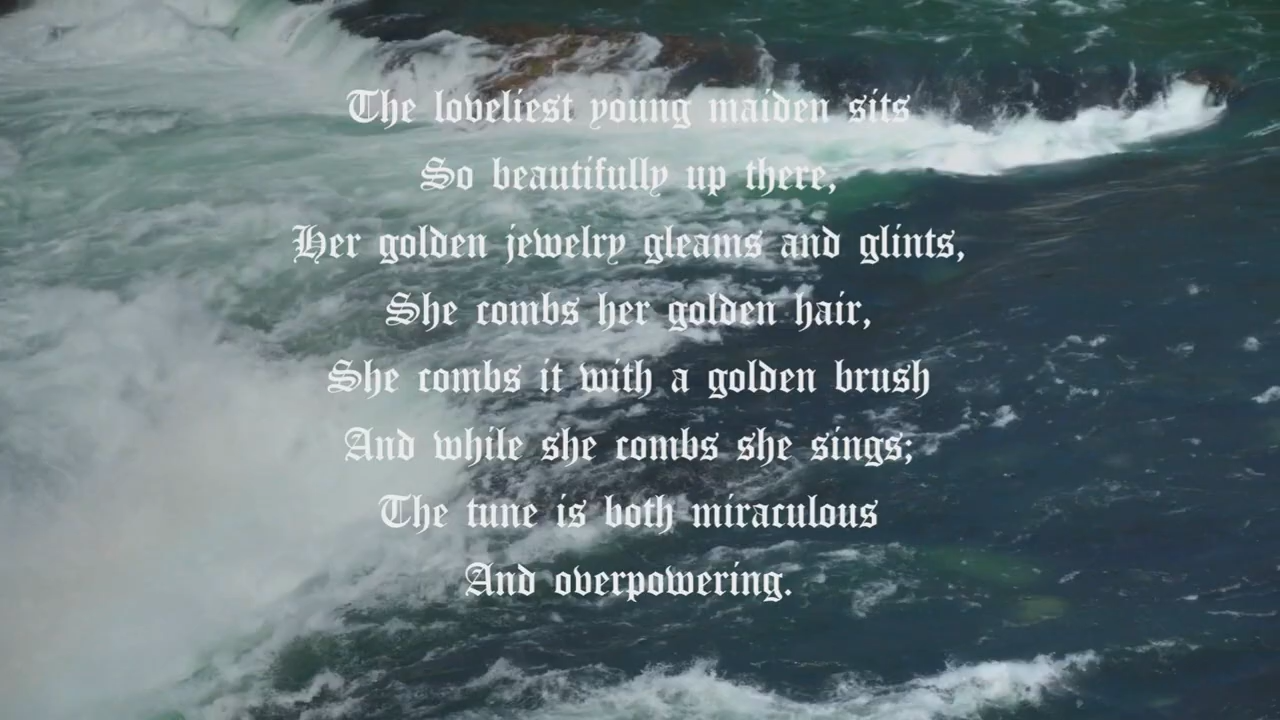 The loveliest young maiden sits
So beautifully up there,
Her golden jewelry gleams and glints,
She combs her golden hair,
She combs it with a golden brush
And while she combs she sings;
The tune is both miraculous
And overpowering.